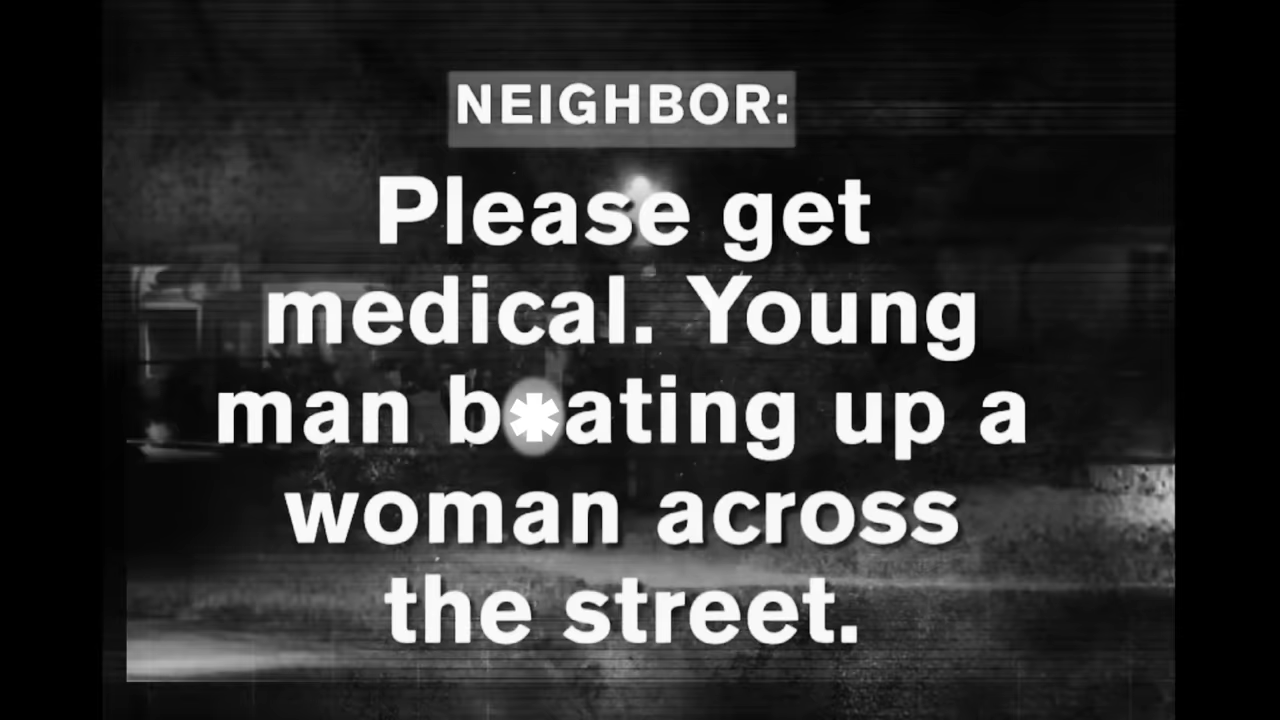 NEIGHBOR:
Please get
medical. Young
man b*ating up a
woman across
the street.